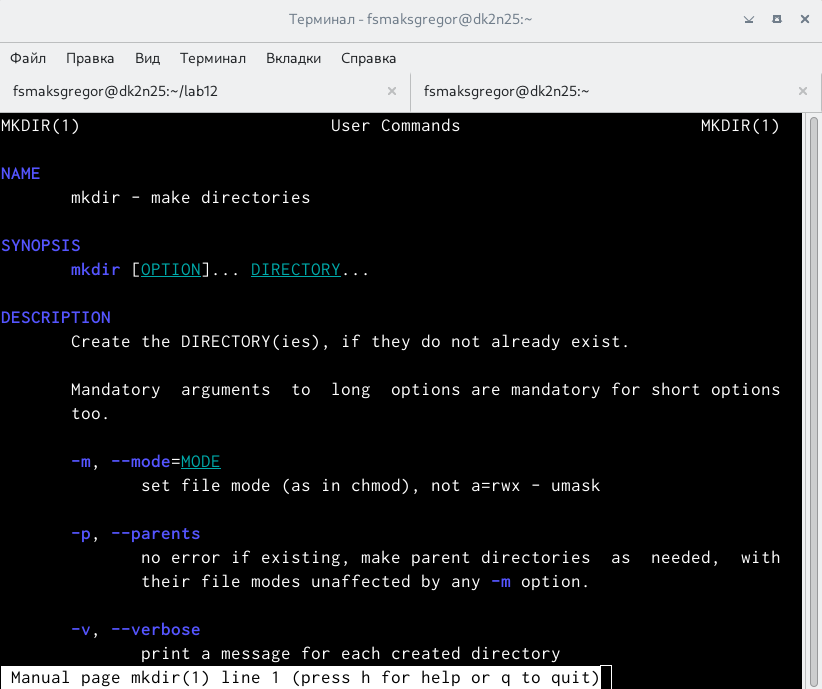 Терминал - fsmaksgregor@dk2n25:~
Файл Правка Вид Терминал Вкладки Справка
fsmaksgregor@dk2n25:~/lab12 fsmaksgregor@dk2n25:~
MKDIR(1) User Commands MKDIR(1)
NAME
mkdir - make directories
SYNOPSIS
mkdir [OPTION]... DIRECTORY...
DESCRIPTION
Create the DIRECTORY(ies), if they do not already exist.
Mandatory arguments to long options are mandatory for short options
too.
-m, --mode=MODE
set file mode (as in chmod), not a=rwx - umask
-p, --parents
no error if existing, make parent directories as needed, with
their file modes unaffected by any -m option.
-v, --verbose
print a message for each created directory
Manual page mkdir(1) line 1 (press h for help or q to quit)